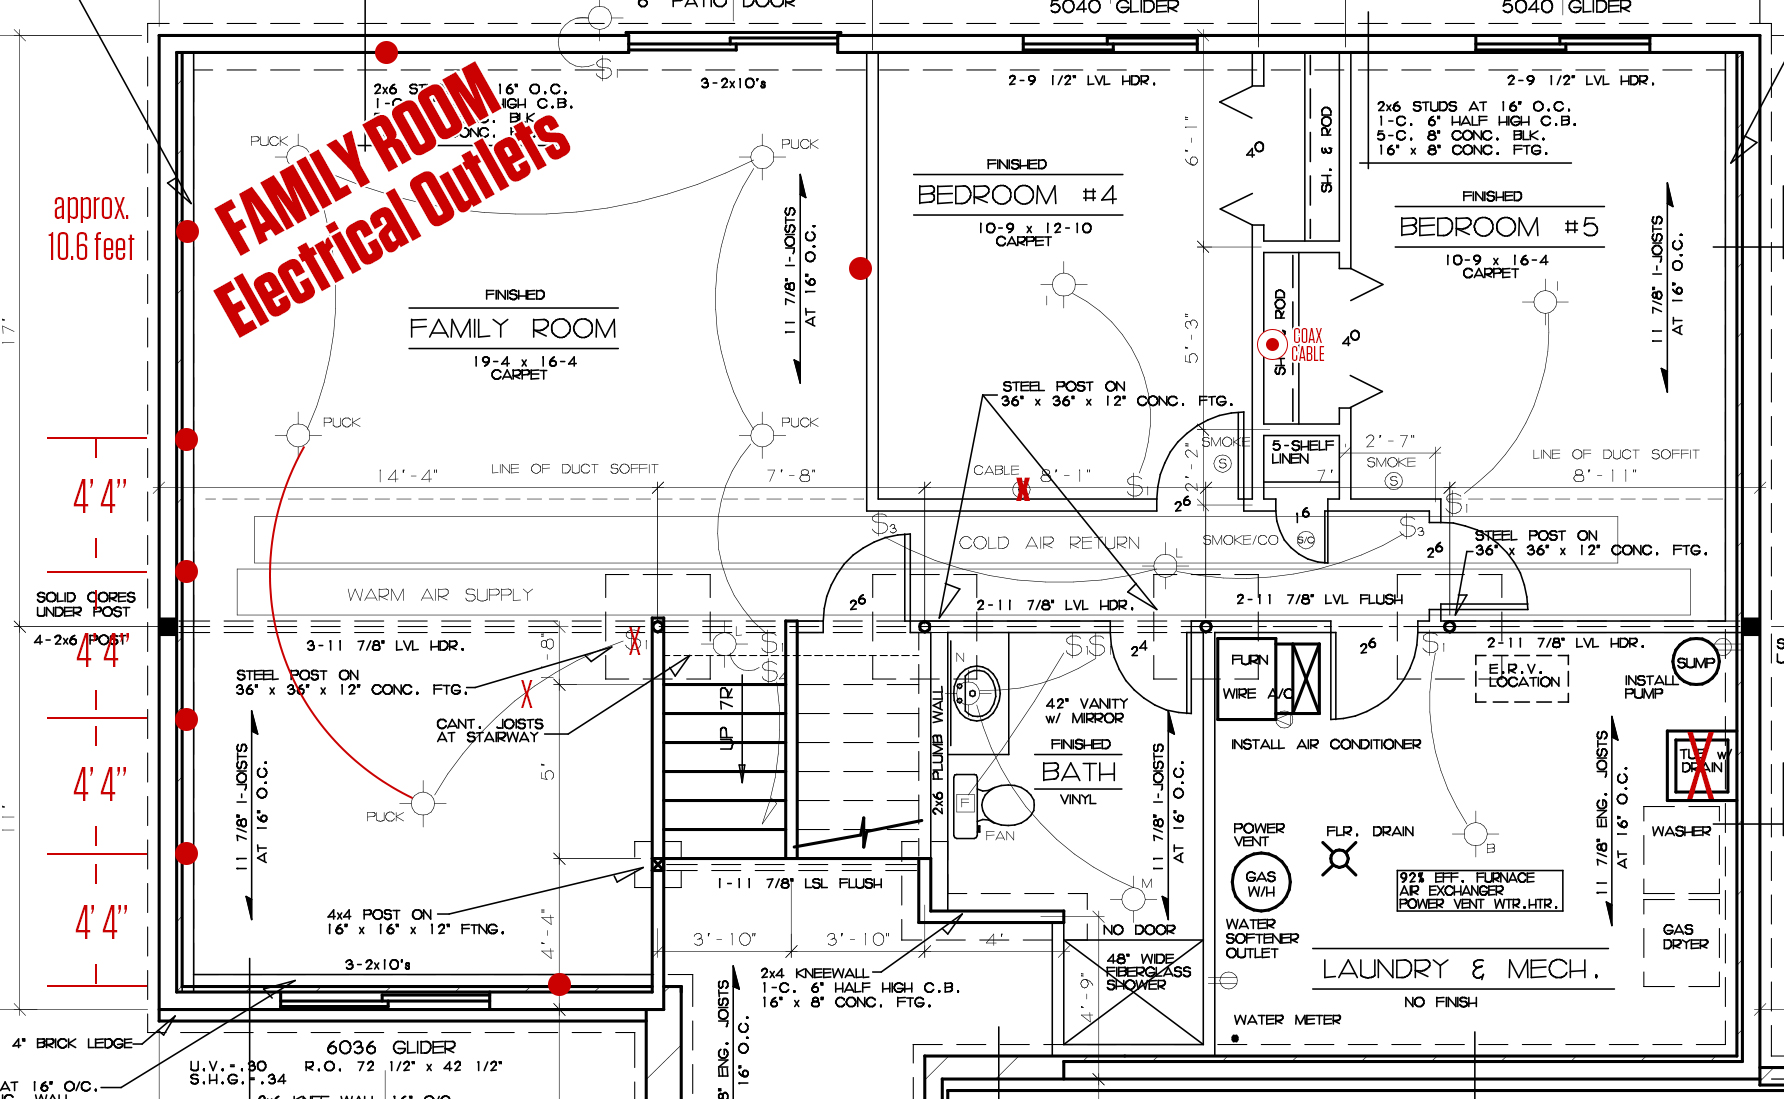 6' PATIO DOOR
5040 GLIDER
5040 GLIDER
$
3-2x10's
2-9 1/2" LVL HDR.
2-9 1/2" LVL HDR.
2x6 ST 16" O.C.
1-C HIGH C.B.
C. BLK.
CONC.
FAMILY ROOM
Electrical Outlets
PUCK
PUCK
approx.
10.6 feet
17'
11 7/8" I-JOISTS
AT 16" O.C.
FINISHED
BEDROOM #4
10-9 x 12-10
CARPET
6'-1"
40
SH. & ROD
2x6 STUDS AT 16" O.C.
1-C. 6" HALF HIGH C.B.
5-C. 8" CONC. BLK.
16" x 8" CONC. FTG.
FINISHED
BEDROOM #5
10-9 x 16-4
CARPET
11 7/8" I-JOISTS
AT 16" O.C.
FINISHED
FAMILY ROOM
19-4 x 16-4
CARPET
5'-3"
ROD
COAX
CABLE
40
STEEL POST ON
36" x 36" x 12" CONC. FTG.
PUCK
PUCK
4'4"
14'-4"
LINE OF DUCT SOFFIT
7'-8"
CABLE
X
8'-1"
$1
2'-2"
SMOKE
S
5-SHELF
LINEN
7'
2'-7"
SMOKE
S
LINE OF DUCT SOFFIT
8'-11"
26
16
$1
$3
COLD AIR RETURN
L
SMOKE/CO
S/C
$3
26
STEEL POST ON
36" x 36" x 12" CONC. FTG.
WARM AIR SUPPLY
26
2-11 7/8" LVL HDR.
2-11 7/8" LVL FLUSH
SOLID CORES
UNDER POST
4-2x6 POST
4'4"
3-11 7/8" LVL HDR.
-8"
$1
X
L
$
$
$1
$1
24
26
$1
2-11 7/8" LVL HDR.
STEEL POST ON
36" x 36" x 12" CONC. FTG.
X
CANT. JOISTS
AT STAIRWAY
UP 7R
N
42" VANITY
w/ MIRROR
FURN
WIRE A/C
E.R.V.
LOCATION
INSTALL
PUMP
SUMP
INSTALL AIR CONDITIONER
4'4"
11 7/8" I-JOISTS
AT 16" O.C.
5'
2x6 PLUMB WALL
FINISHED
BATH
VINYL
F
FAN
11 7/8" I-JOISTS
AT 16" O.C.
11 7/8" ENG. JOISTS
AT 16" O.C.
TUB w/
DRAIN
X
PUCK
11'
POWER
VENT
FLR. DRAIN
B
WASHER
GAS
W/H
92% EFF. FURNACE
AIR EXCHANGER
POWER VENT WTR.HTR.
1-11 7/8" LSL FLUSH
M
4'4"
4x4 POST ON
16" x 16" x 12" FTNG.
4'-4"
3'-10"
3'-10"
4'
NO DOOR
WATER
SOFTENER
OUTLET
GAS
DRYER
3-2x10's
2x4 KNEEWALL
1-C. 6" HALF HIGH C.B.
16" x 8" CONC. FTG.
48" WIDE
FIBERGLASS
SHOWER
4'-9"
LAUNDRY & MECH.
NO FINISH
WATER METER
4" BRICK LEDGE
6036 GLIDER
U.V.=.30 R.O. 72 1/2" x 42 1/2"
S.H.G.=.34
8" ENG. JOISTS
16" O.C.
AT 16" O/C.